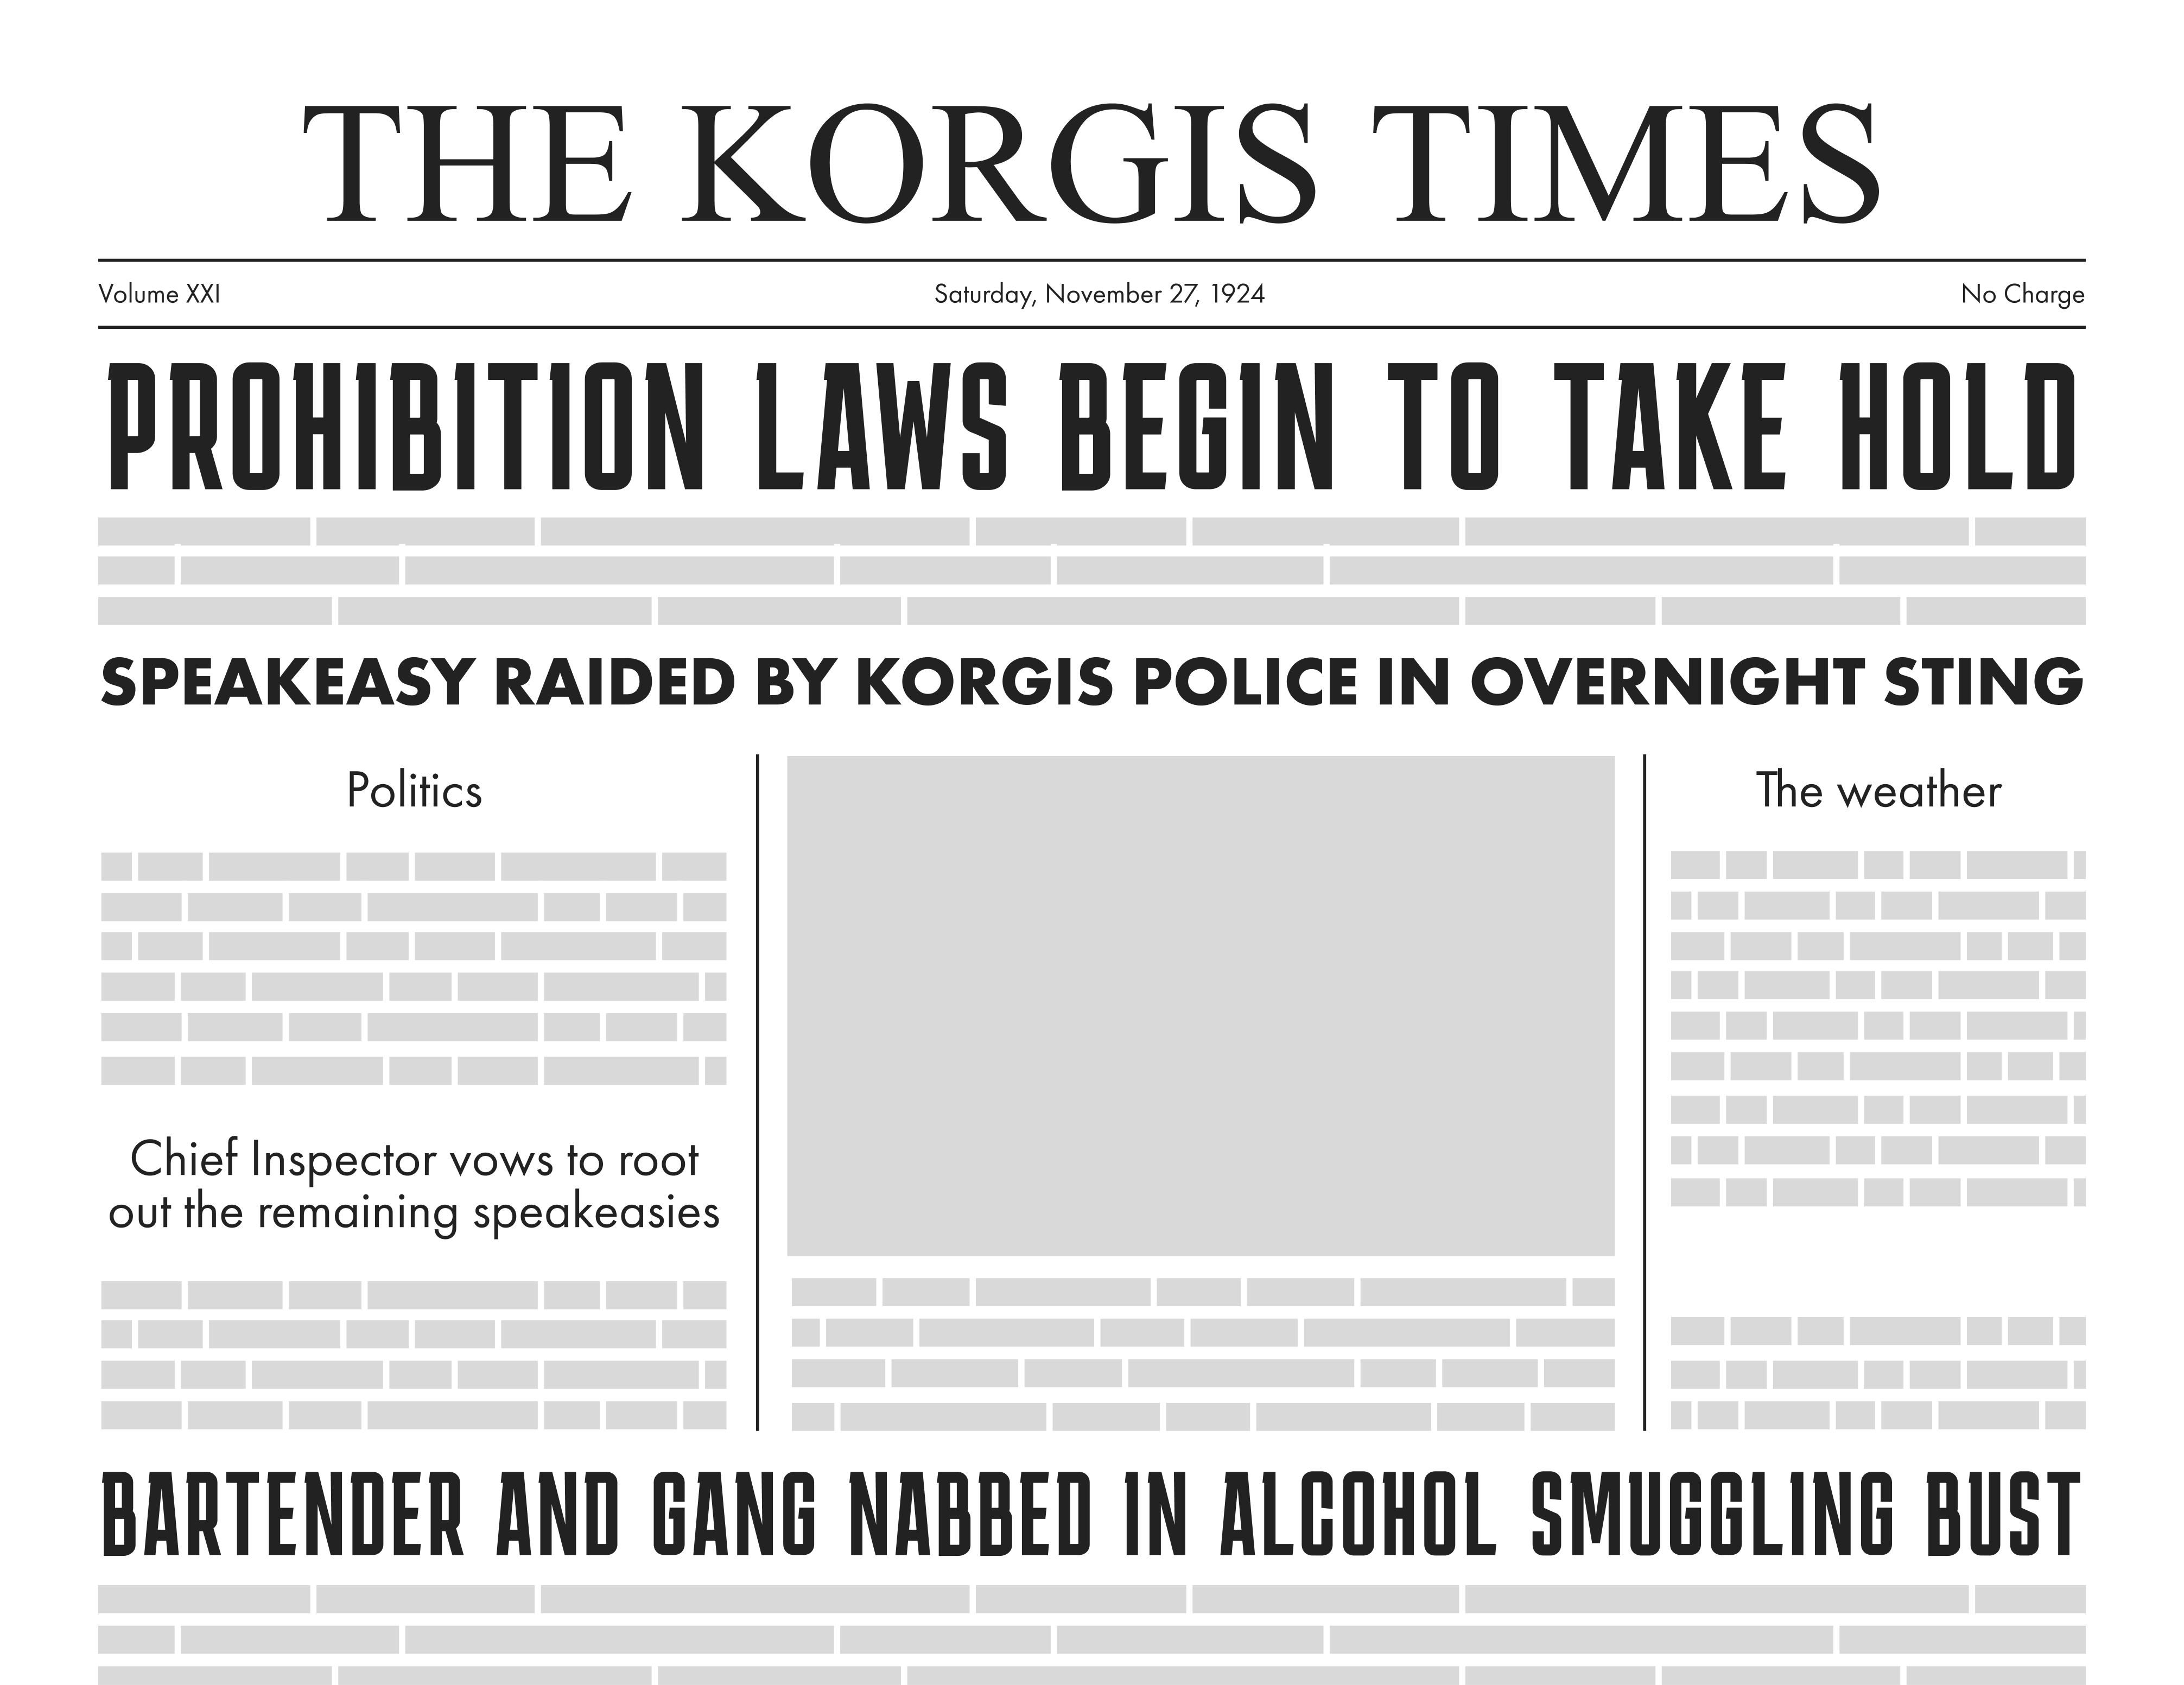 THE KORGIS TIMES
Volume XXI
Saturday, November 27, 1924
No Charge
PROHIBITION LAWS BEGIN TO TAKE HOLD
SPEAKEASY RAIDED BY KORGIS POLICE IN OVERNIGHT STING
Politics
Chief Inspector vows to root
out the remaining speakeasies
The weather
BARTENDER AND GANG NABBED IN ALCOHOL SMUGGLING BUST